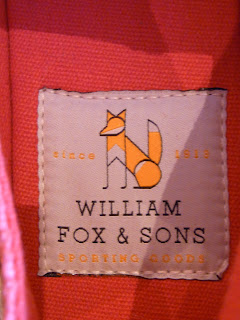 since
WILLIAM
FOX & SONS
SPORTING GOODS